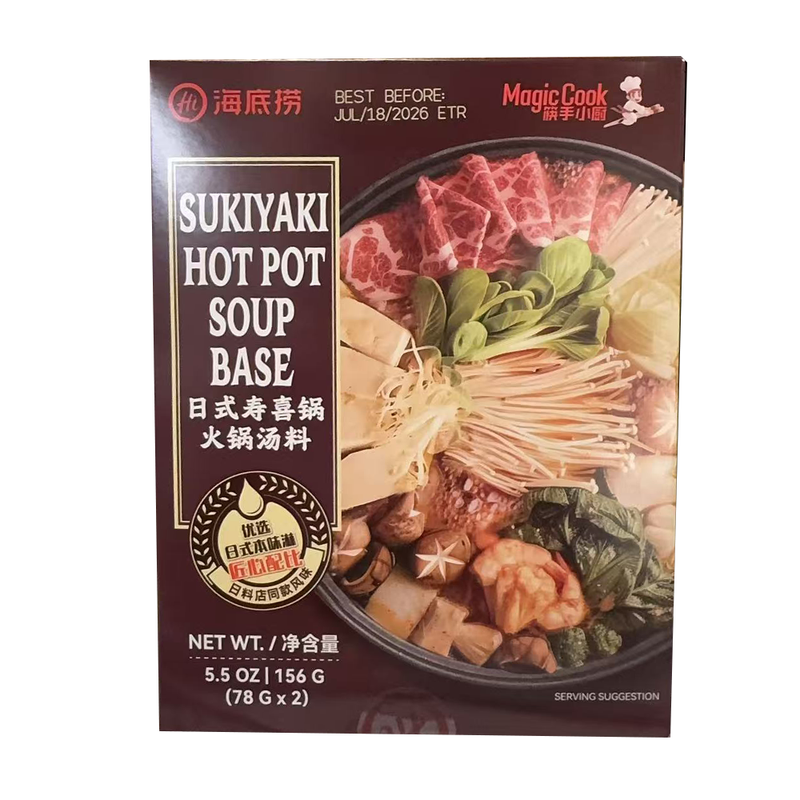 Hi 海底捞
BEST BEFORE:
JUL/18/2026 ETR
Magic Cook
筷手小厨
SUKIYAKI
HOT POT
SOUP
BASE
日式寿喜锅
火锅汤料
优选
日式本味淋
匠心配比
日料店同款风味
NET WT. / 净含量
5.5 OZ | 156 G
(78 G x 2)
SERVING SUGGESTION